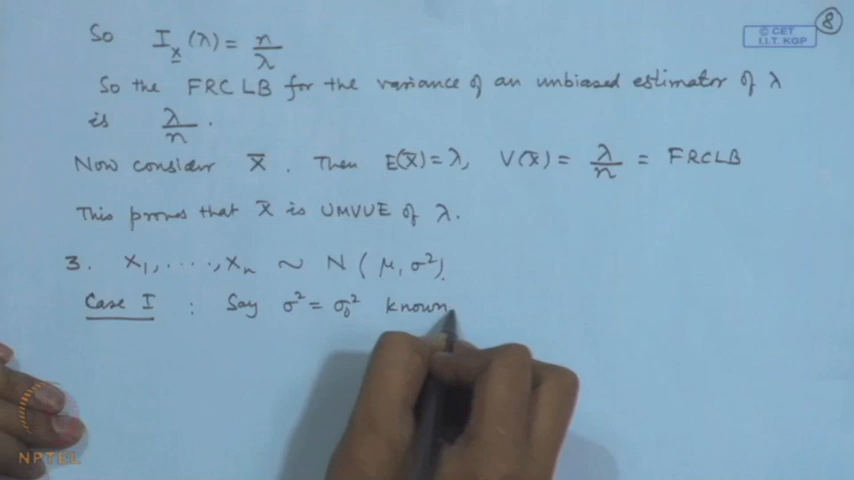 8
© CET
I.I.T. KGP
So I_x̲(λ) = n/λ
So the FRCLB for the variance of an unbiased estimator of λ
is λ/n .
Now consider X̄ . Then E(X̄) = λ, V(X̄) = λ/n = FRCLB
This proves that X̄ is UMVUE of λ.
3. X₁, ...., Xₙ ~ N(μ, σ²).
Case I : Say σ² = σ₀² known
NPTEL